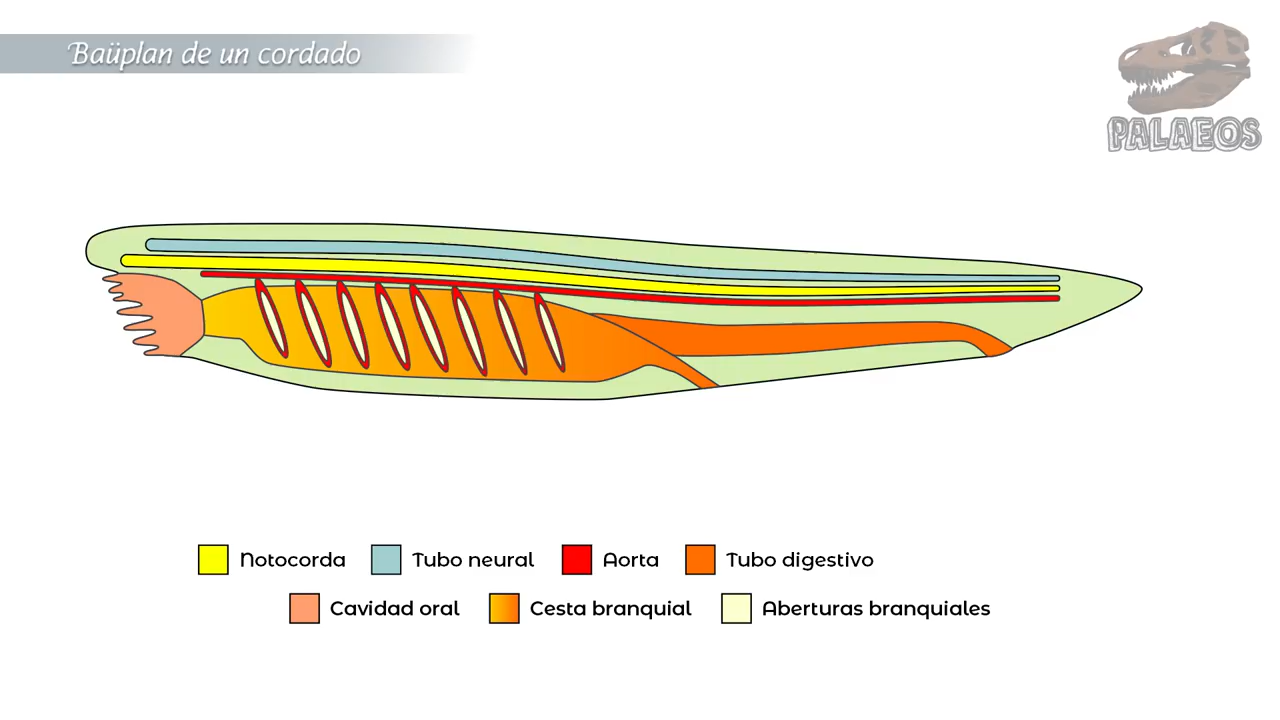 Baüplan de un cordado
PALAEOS
Notocorda Tubo neural Aorta Tubo digestivo
Cavidad oral Cesta branquial Aberturas branquiales